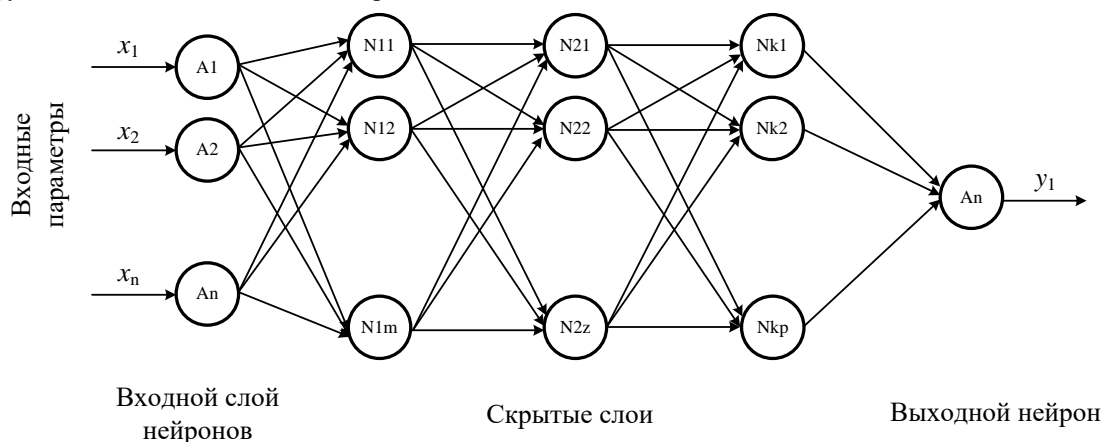 x1
x2
xn
Входные
параметры
A1
A2
An
N11
N12
N1m
N21
N22
N2z
Nk1
Nk2
Nkp
An
y1
Входной слой
нейронов
Скрытые слои
Выходной нейрон